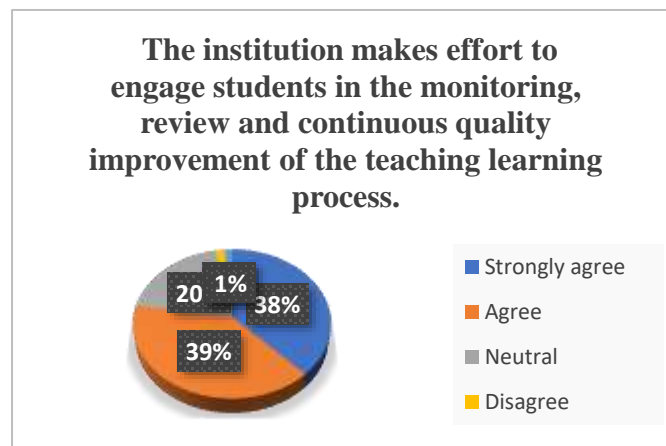 The institution makes effort to
engage students in the monitoring,
review and continuous quality
improvement of the teaching learning
process.
20
1%
38%
39%
Strongly agree
Agree
Neutral
Disagree